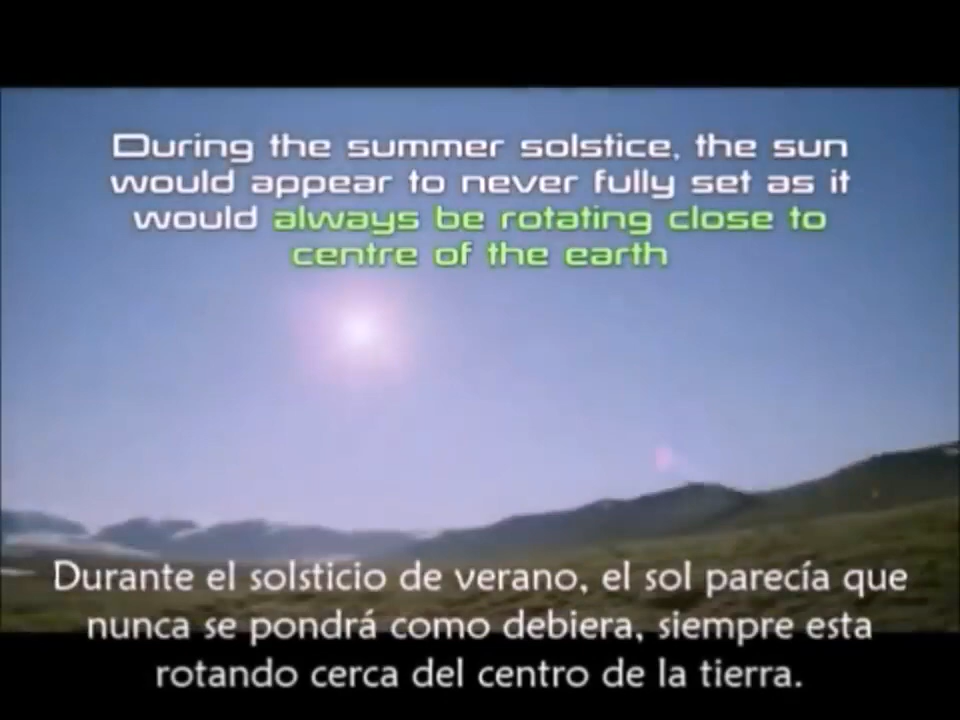 During the summer solstice, the sun
would appear to never fully set as it
would always be rotating close to
centre of the earth
Durante el solsticio de verano, el sol parecía que
nunca se pondrá como debiera, siempre esta
rotando cerca del centro de la tierra.